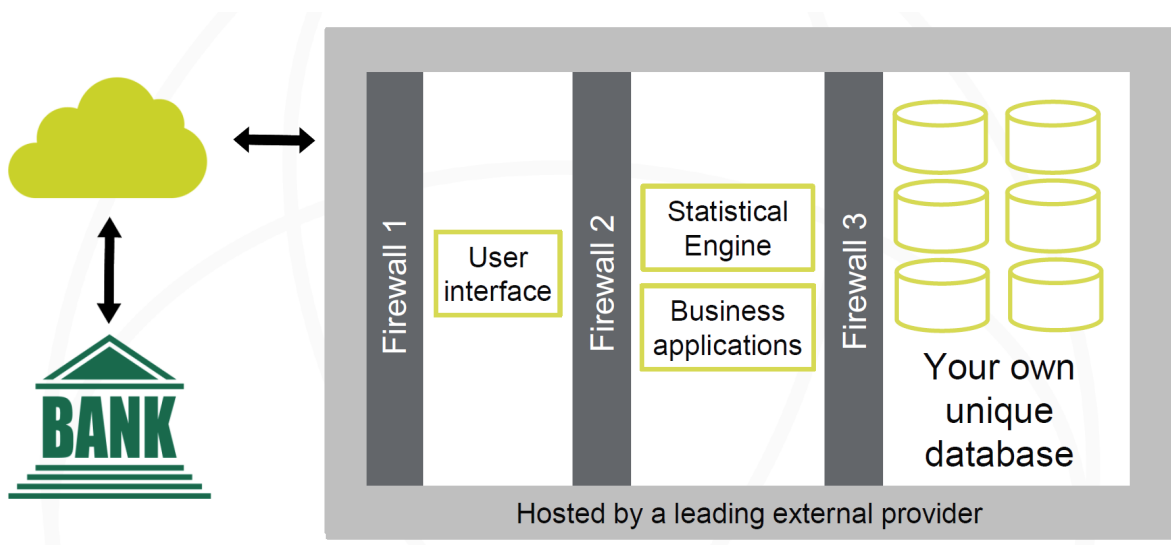 BANK
Firewall 1
User
interface
Firewall 2
Statistical
Engine
Business
applications
Firewall 3
Your own
unique
database
Hosted by a leading external provider